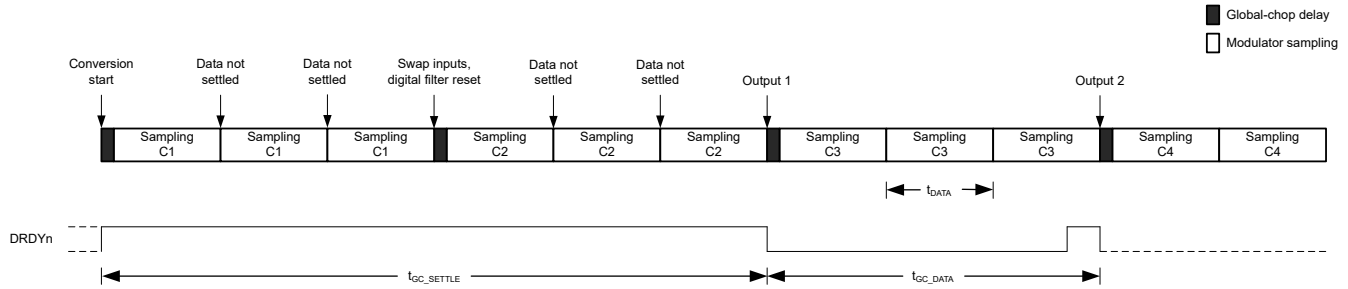 Global-chop delay
Modulator sampling
Conversion
start
Data not
settled
Data not
settled
Swap inputs,
digital filter reset
Data not
settled
Data not
settled
Output 1
Output 2
Sampling
C1
Sampling
C1
Sampling
C1
Sampling
C2
Sampling
C2
Sampling
C2
Sampling
C3
Sampling
C3
Sampling
C3
Sampling
C4
Sampling
C4
tDATA
DRDYn
tGC_SETTLE
tGC_DATA